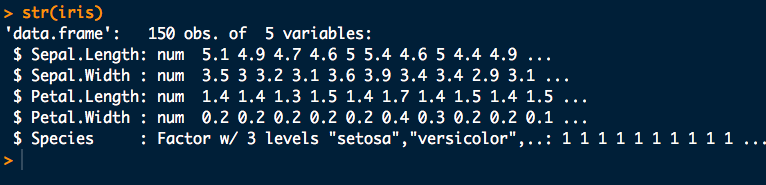 > str(iris)
'data.frame':   150 obs. of  5 variables:
 $ Sepal.Length: num  5.1 4.9 4.7 4.6 5 5.4 4.6 5 4.4 4.9 ...
 $ Sepal.Width : num  3.5 3 3.2 3.1 3.6 3.9 3.4 3.4 2.9 3.1 ...
 $ Petal.Length: num  1.4 1.4 1.3 1.5 1.4 1.7 1.4 1.5 1.4 1.5 ...
 $ Petal.Width : num  0.2 0.2 0.2 0.2 0.2 0.4 0.3 0.2 0.2 0.1 ...
 $ Species     : Factor w/ 3 levels "setosa","versicolor",..: 1 1 1 1 1 1 1 1 1 1 ...
>